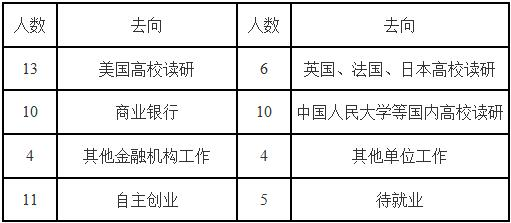 人数 去向 人数 去向
13 美国高校读研 6 英国、法国、日本高校读研
10 商业银行 10 中国人民大学等国内高校读研
4 其他金融机构工作 4 其他单位工作
11 自主创业 5 待就业